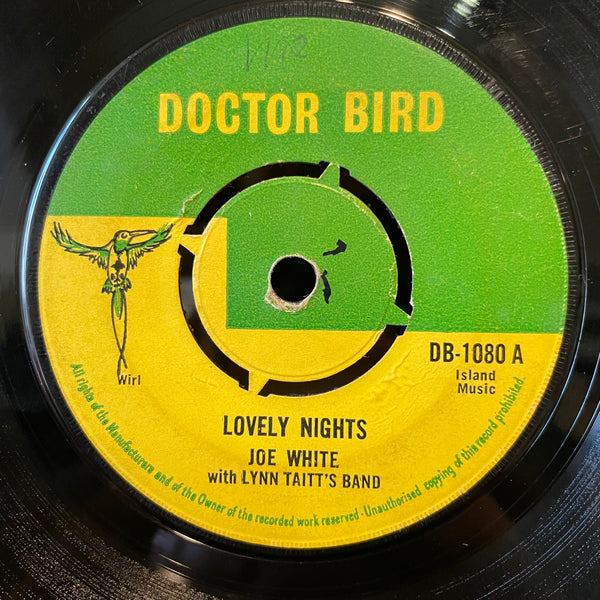 DOCTOR BIRD
Wirl
DB-1080 A
Island
Music
LOVELY NIGHTS
JOE WHITE
with LYNN TAITT'S BAND
All rights of the Manufacturers and of the Owner of the recorded work reserved · Unauthorised copying of this record prohibited.